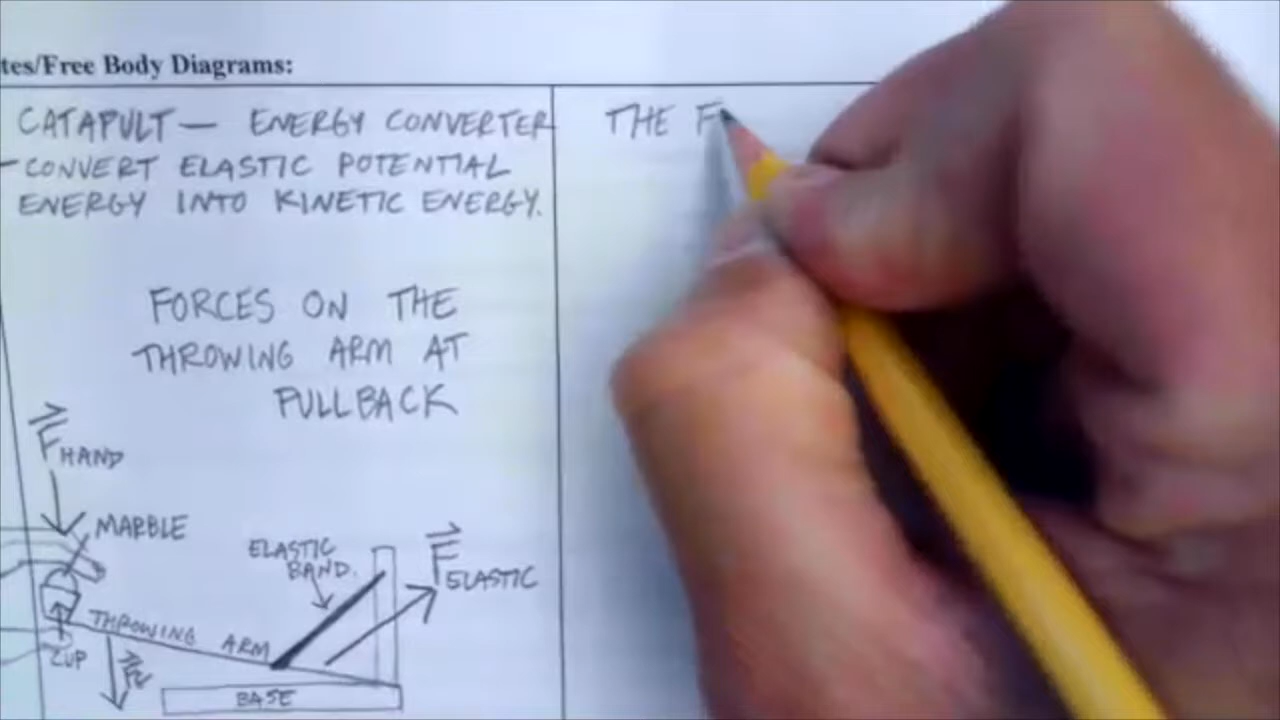 tes/Free Body Diagrams:
CATAPULT — ENERGY CONVERTER
- CONVERT ELASTIC POTENTIAL
ENERGY INTO KINETIC ENERGY.
FORCES ON THE
THROWING ARM AT
PULLBACK
F HAND
MARBLE
ELASTIC
BAND.
F ELASTIC
THROWING ARM
CUP
BASE
THE F